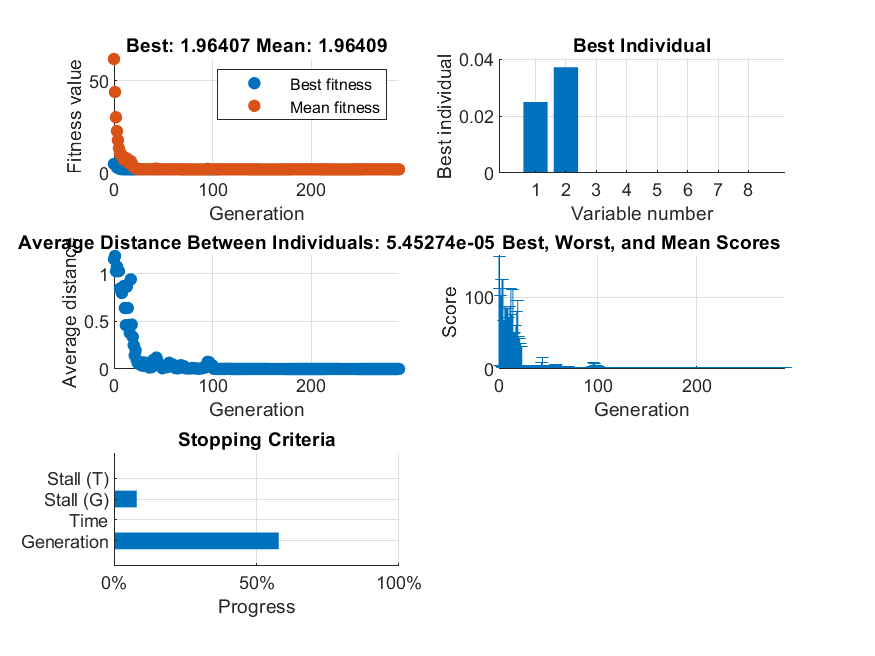 Best: 1.96407 Mean: 1.96409
Fitness value
50
0
0
100
200
Generation
Best fitness
Mean fitness
Best Individual
Best individual
0.04
0.02
0
1 2 3 4 5 6 7 8
Variable number
Average Distance Between Individuals: 5.45274e-05
Average distance
1
0.5
0
0
100
200
Generation
Best, Worst, and Mean Scores
Score
100
0
0
100
200
Generation
Stopping Criteria
Stall (T)
Stall (G)
Time
Generation
0%
50%
100%
Progress